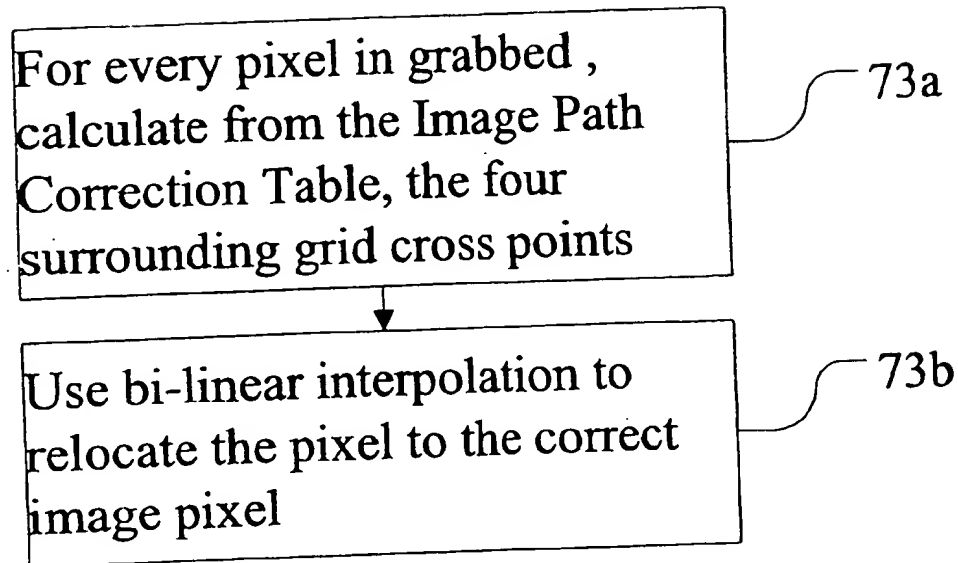 For every pixel in grabbed ,
calculate from the Image Path
Correction Table, the four
surrounding grid cross points
73a
Use bi-linear interpolation to
relocate the pixel to the correct
image pixel
73b